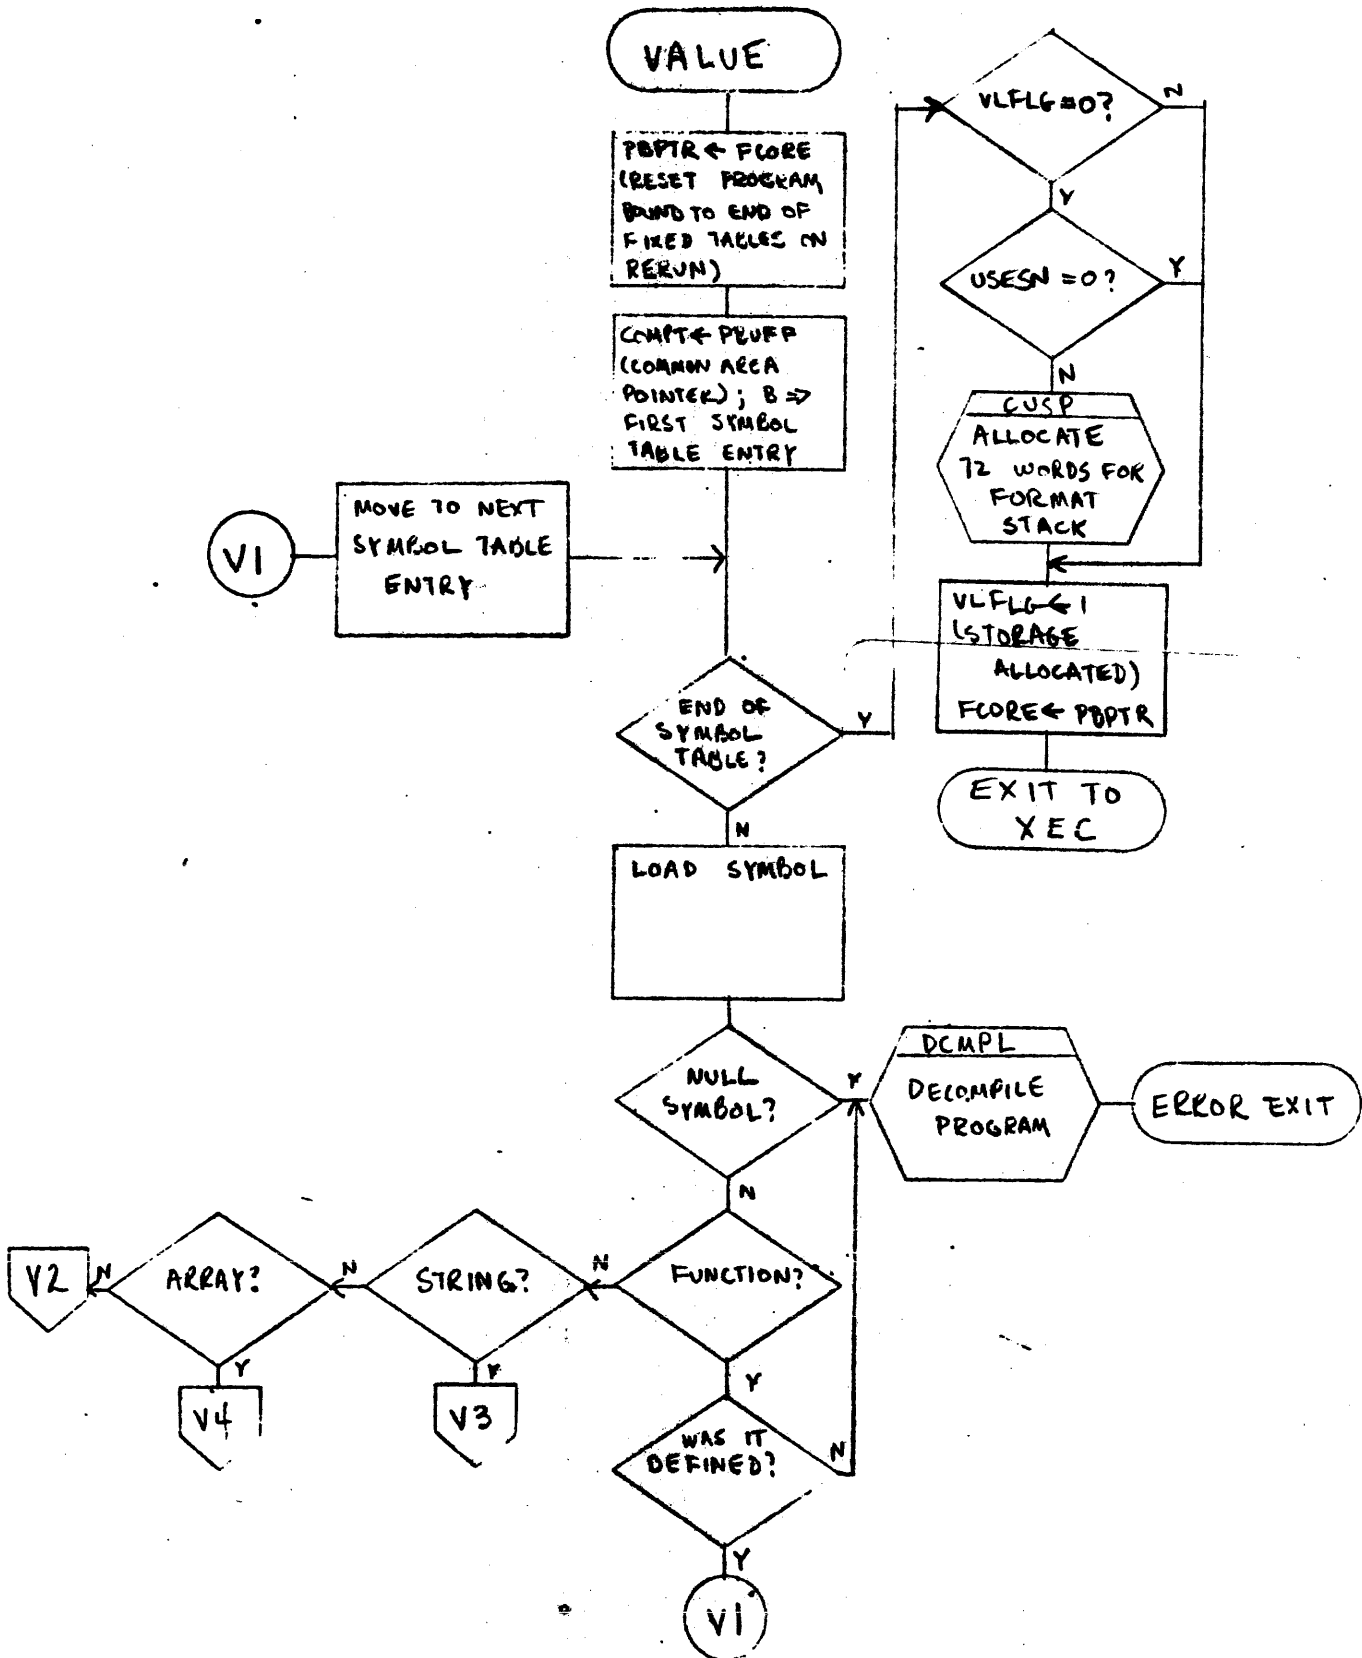 VALUE
PBPTR ← FCORE
(RESET PROGRAM
BOUND TO END OF
FIXED TABLES ON
RERUN)
COMPT ← PBUFF
(COMMON AREA
POINTER); B ⇒
FIRST SYMBOL
TABLE ENTRY
V1
MOVE TO NEXT
SYMBOL TABLE
ENTRY
END OF
SYMBOL
TABLE?
Y
N
VLFLG = 0?
N
Y
USESN = 0?
Y
N
CUSP
ALLOCATE
72 WORDS FOR
FORMAT
STACK
VLFLG ← 1
(STORAGE
ALLOCATED)
FCORE ← PBPTR
EXIT TO
XEC
LOAD SYMBOL
NULL
SYMBOL?
Y
N
DCMPL
DECOMPILE
PROGRAM
ERROR EXIT
FUNCTION?
N
Y
STRING?
N
Y
ARRAY?
N
Y
V2
V4
V3
WAS IT
DEFINED?
N
Y
V1